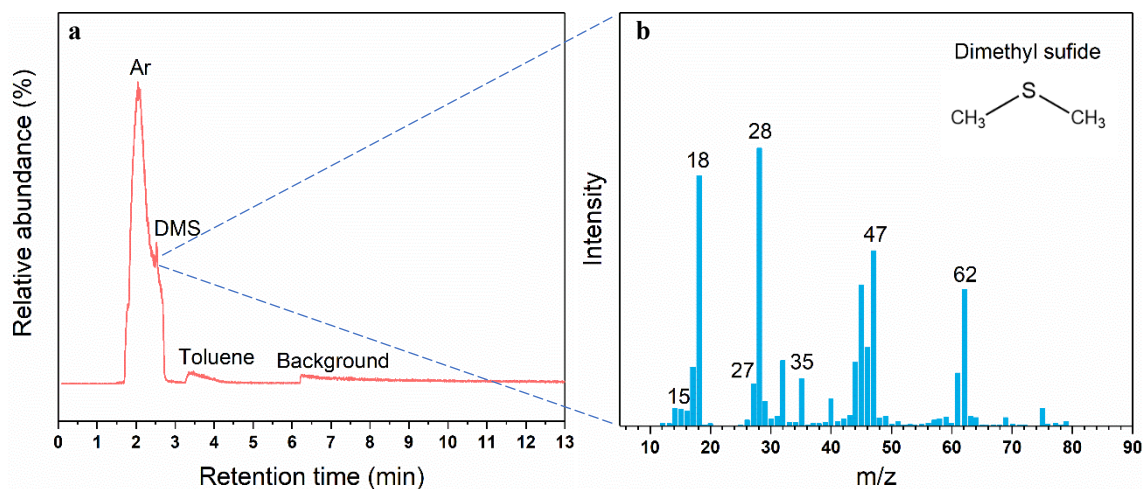 a
Ar
DMS
Toluene
Background
Relative abundance (%)
0 1 2 3 4 5 6 7 8 9 10 11 12 13
Retention time (min)
b
Dimethyl sufide
S
CH3 CH3
28
18
47
62
27
35
15
Intensity
10 20 30 40 50 60 70 80 90
m/z